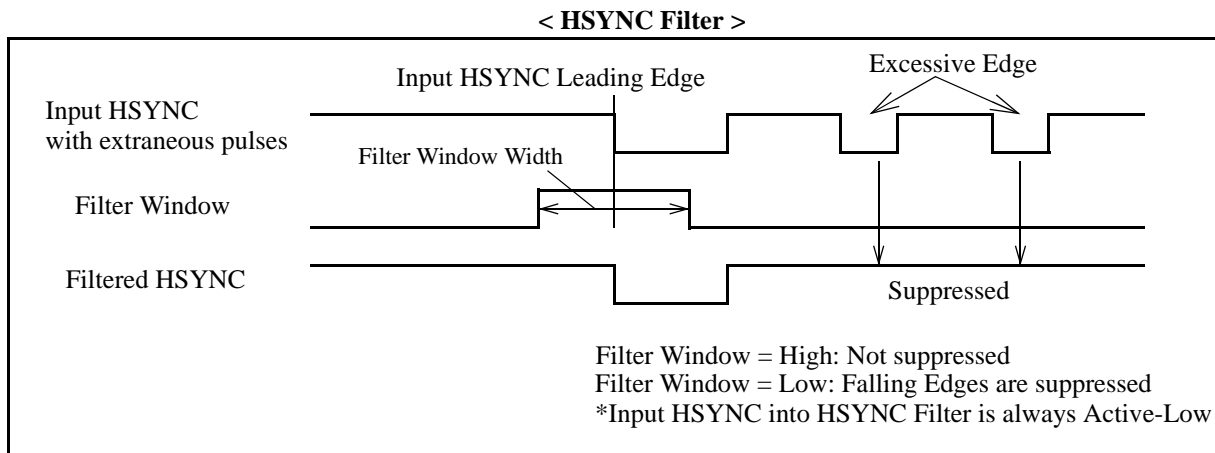 < HSYNC Filter >
Input HSYNC Leading Edge
Excessive Edge
Input HSYNC
with extraneous pulses
Filter Window Width
Filter Window
Filtered HSYNC
Suppressed
Filter Window = High: Not suppressed
Filter Window = Low: Falling Edges are suppressed
*Input HSYNC into HSYNC Filter is always Active-Low